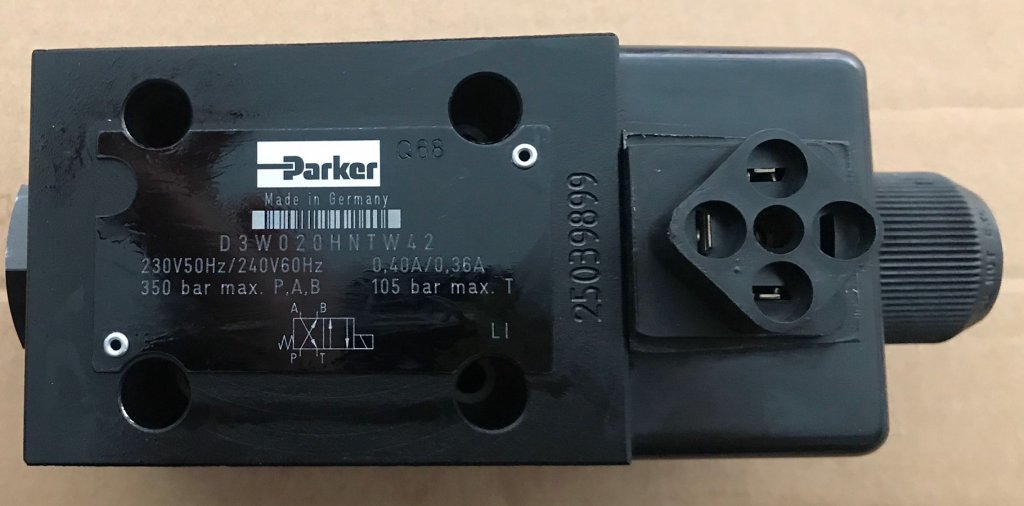 Parker
Q68
Made in Germany
D3W020HNTW42
230V50Hz/240V60Hz 0,40A/0,36A
350 bar max. P,A,B 105 bar max. T
A B
P T
LI
25039899